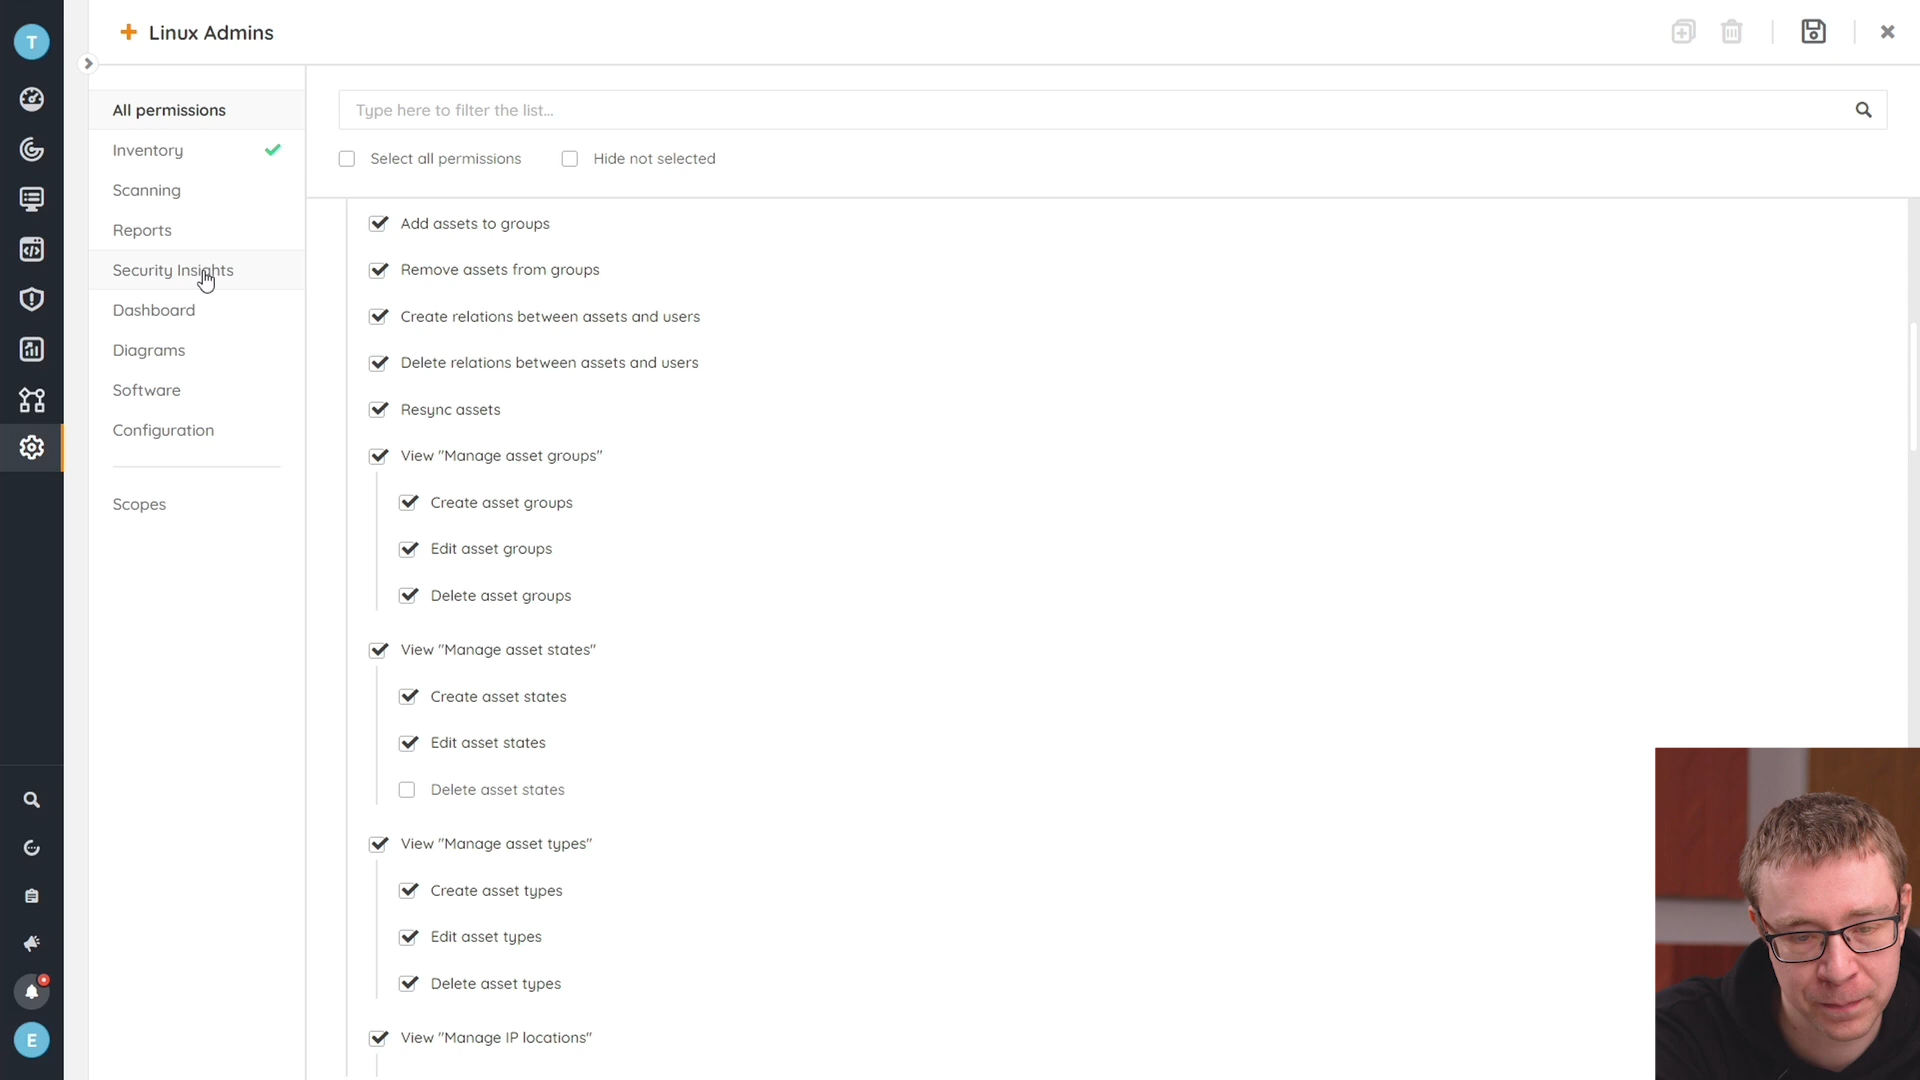 T
Linux Admins
All permissions
Inventory
Scanning
Reports
Security Insights
Dashboard
Diagrams
Software
Configuration
Scopes
Type here to filter the list...
Select all permissions
Hide not selected
Add assets to groups
Remove assets from groups
Create relations between assets and users
Delete relations between assets and users
Resync assets
View "Manage asset groups"
Create asset groups
Edit asset groups
Delete asset groups
View "Manage asset states"
Create asset states
Edit asset states
Delete asset states
View "Manage asset types"
Create asset types
Edit asset types
Delete asset types
View "Manage IP locations"
E